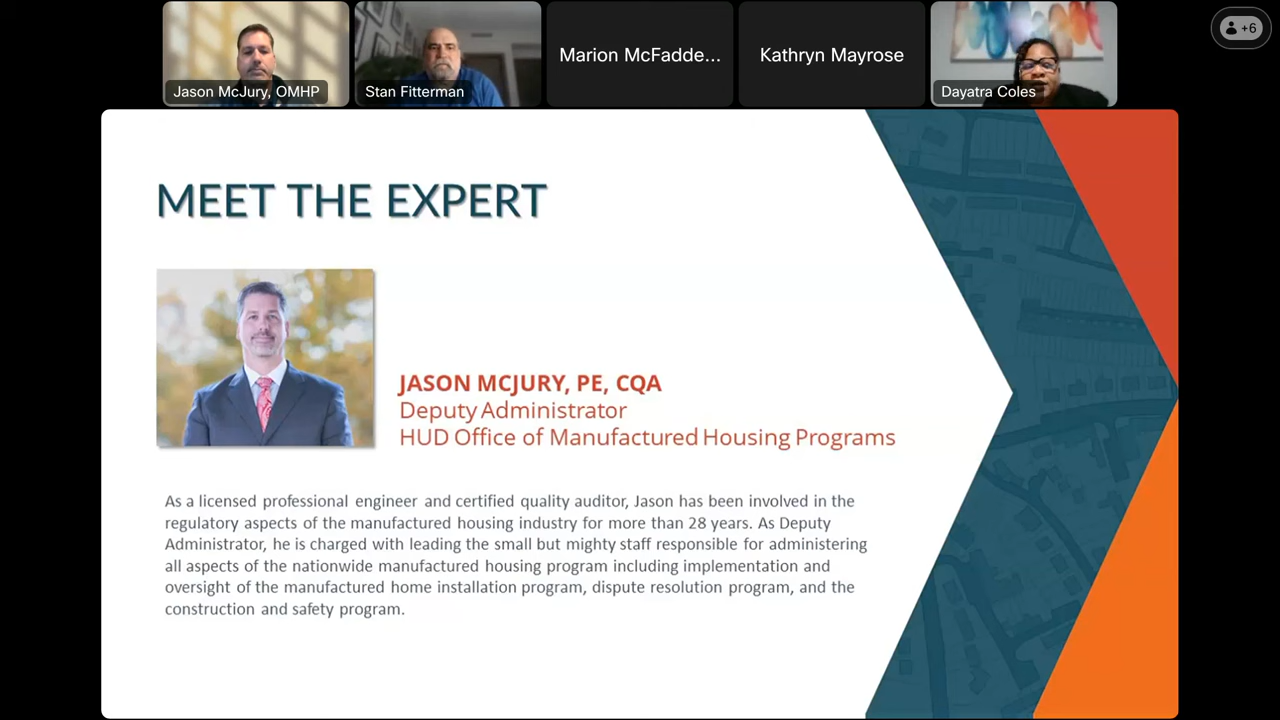 Jason McJury, OMHP
Stan Fitterman
Marion McFadde...
Kathryn Mayrose
Dayatra Coles
+6
MEET THE EXPERT
JASON MCJURY, PE, CQA
Deputy Administrator
HUD Office of Manufactured Housing Programs
As a licensed professional engineer and certified quality auditor, Jason has been involved in the
regulatory aspects of the manufactured housing industry for more than 28 years. As Deputy
Administrator, he is charged with leading the small but mighty staff responsible for administering
all aspects of the nationwide manufactured housing program including implementation and
oversight of the manufactured home installation program, dispute resolution program, and the
construction and safety program.